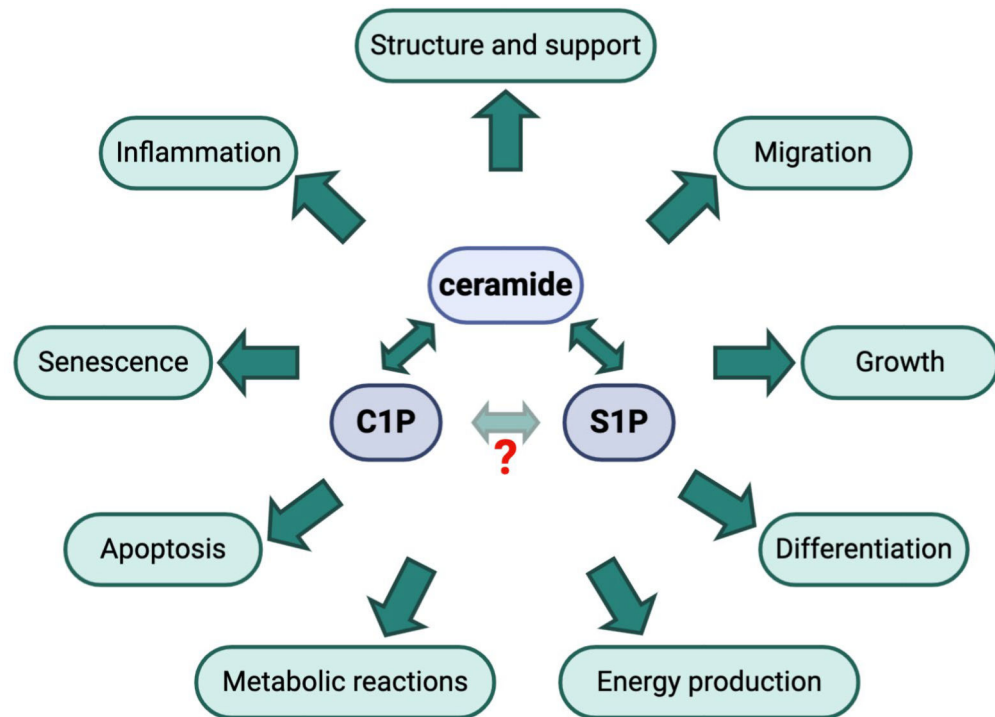 Structure and support
Inflammation
Migration
ceramide
Senescence
Growth
C1P
S1P
?
Apoptosis
Differentiation
Metabolic reactions
Energy production